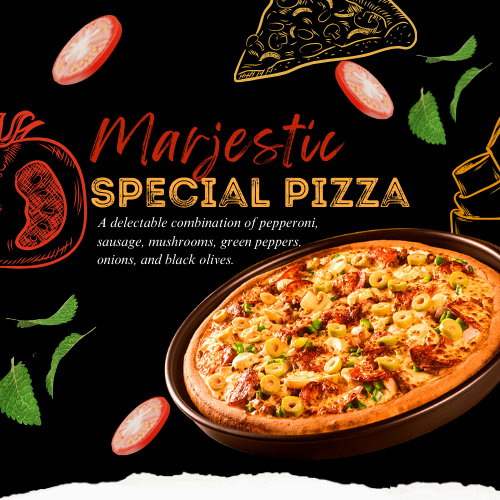 Marjestic
SPECIAL PIZZA
A delectable combination of pepperoni,
sausage, mushrooms, green peppers,
onions, and black olives.